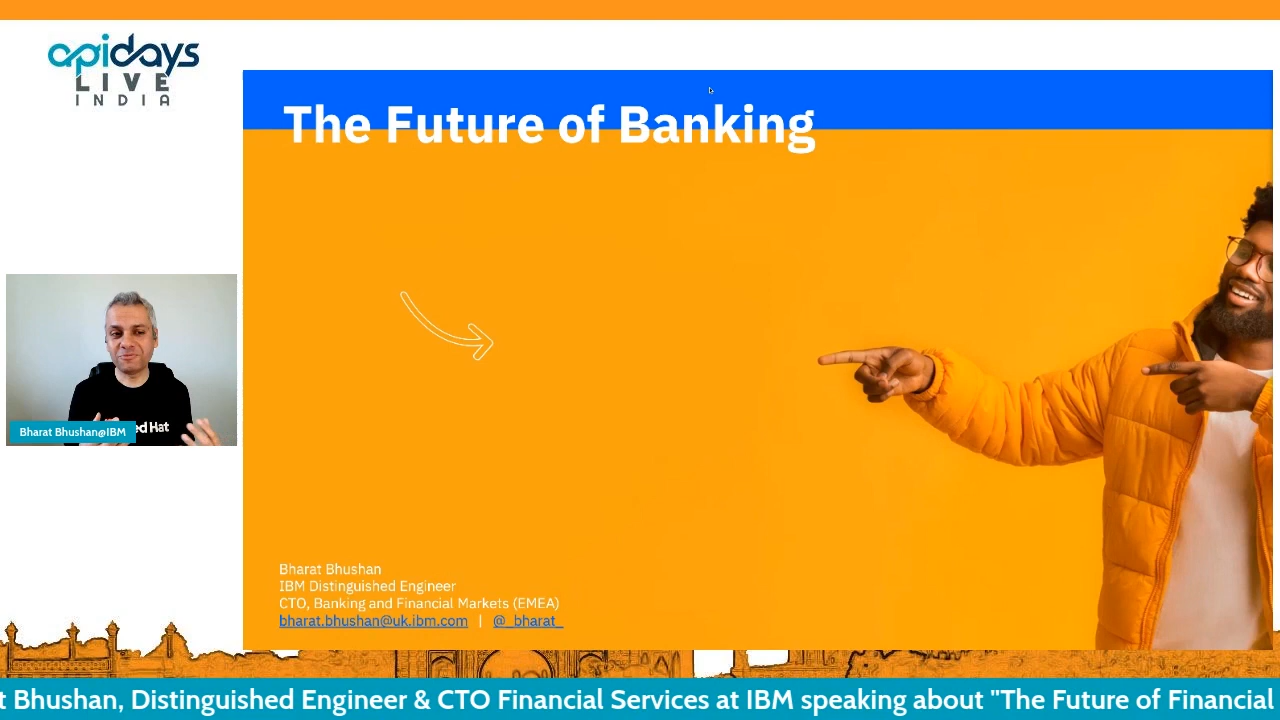 apidays
LIVE
INDIA
The Future of Banking
Bharat Bhushan@IBM
ed Hat
Bharat Bhushan
IBM Distinguished Engineer
CTO, Banking and Financial Markets (EMEA)
bharat.bhushan@uk.ibm.com | @_bharat_
t Bhushan, Distinguished Engineer & CTO Financial Services at IBM speaking about "The Future of Financial